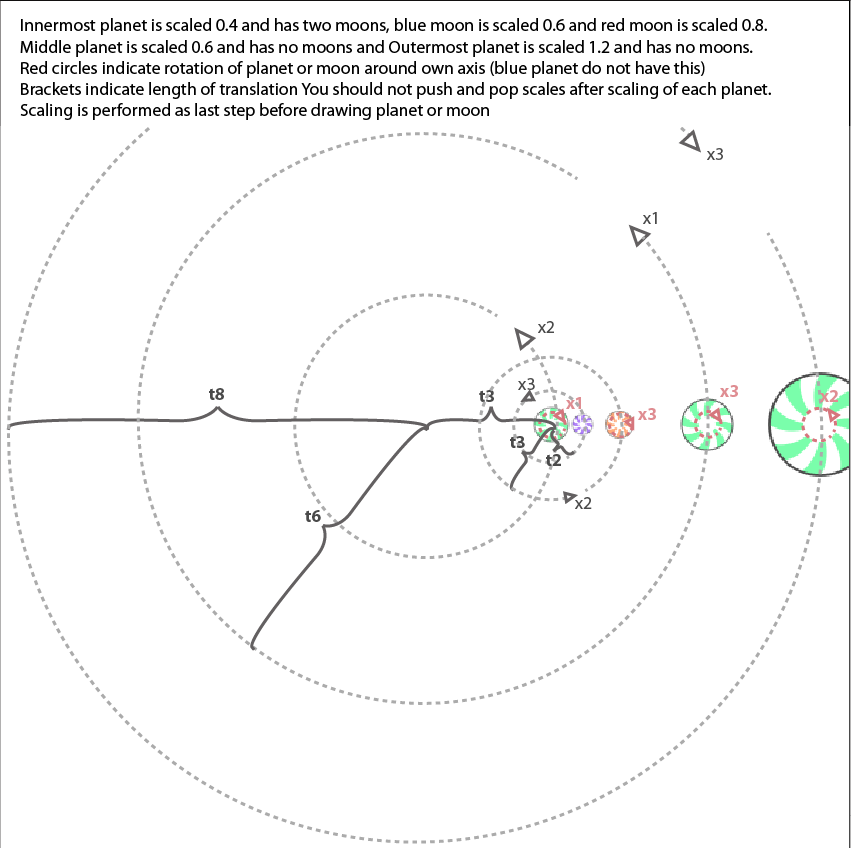 Innermost planet is scaled 0.4 and has two moons, blue moon is scaled 0.6 and red moon is scaled 0.8.
Middle planet is scaled 0.6 and has no moons and Outermost planet is scaled 1.2 and has no moons.
Red circles indicate rotation of planet or moon around own axis (blue planet do not have this)
Brackets indicate length of translation You should not push and pop scales after scaling of each planet.
Scaling is performed as last step before drawing planet or moon
x3
x1
x2
t8
t3
x3
x1
x3
x3
x2
t3
t2
x2
t6